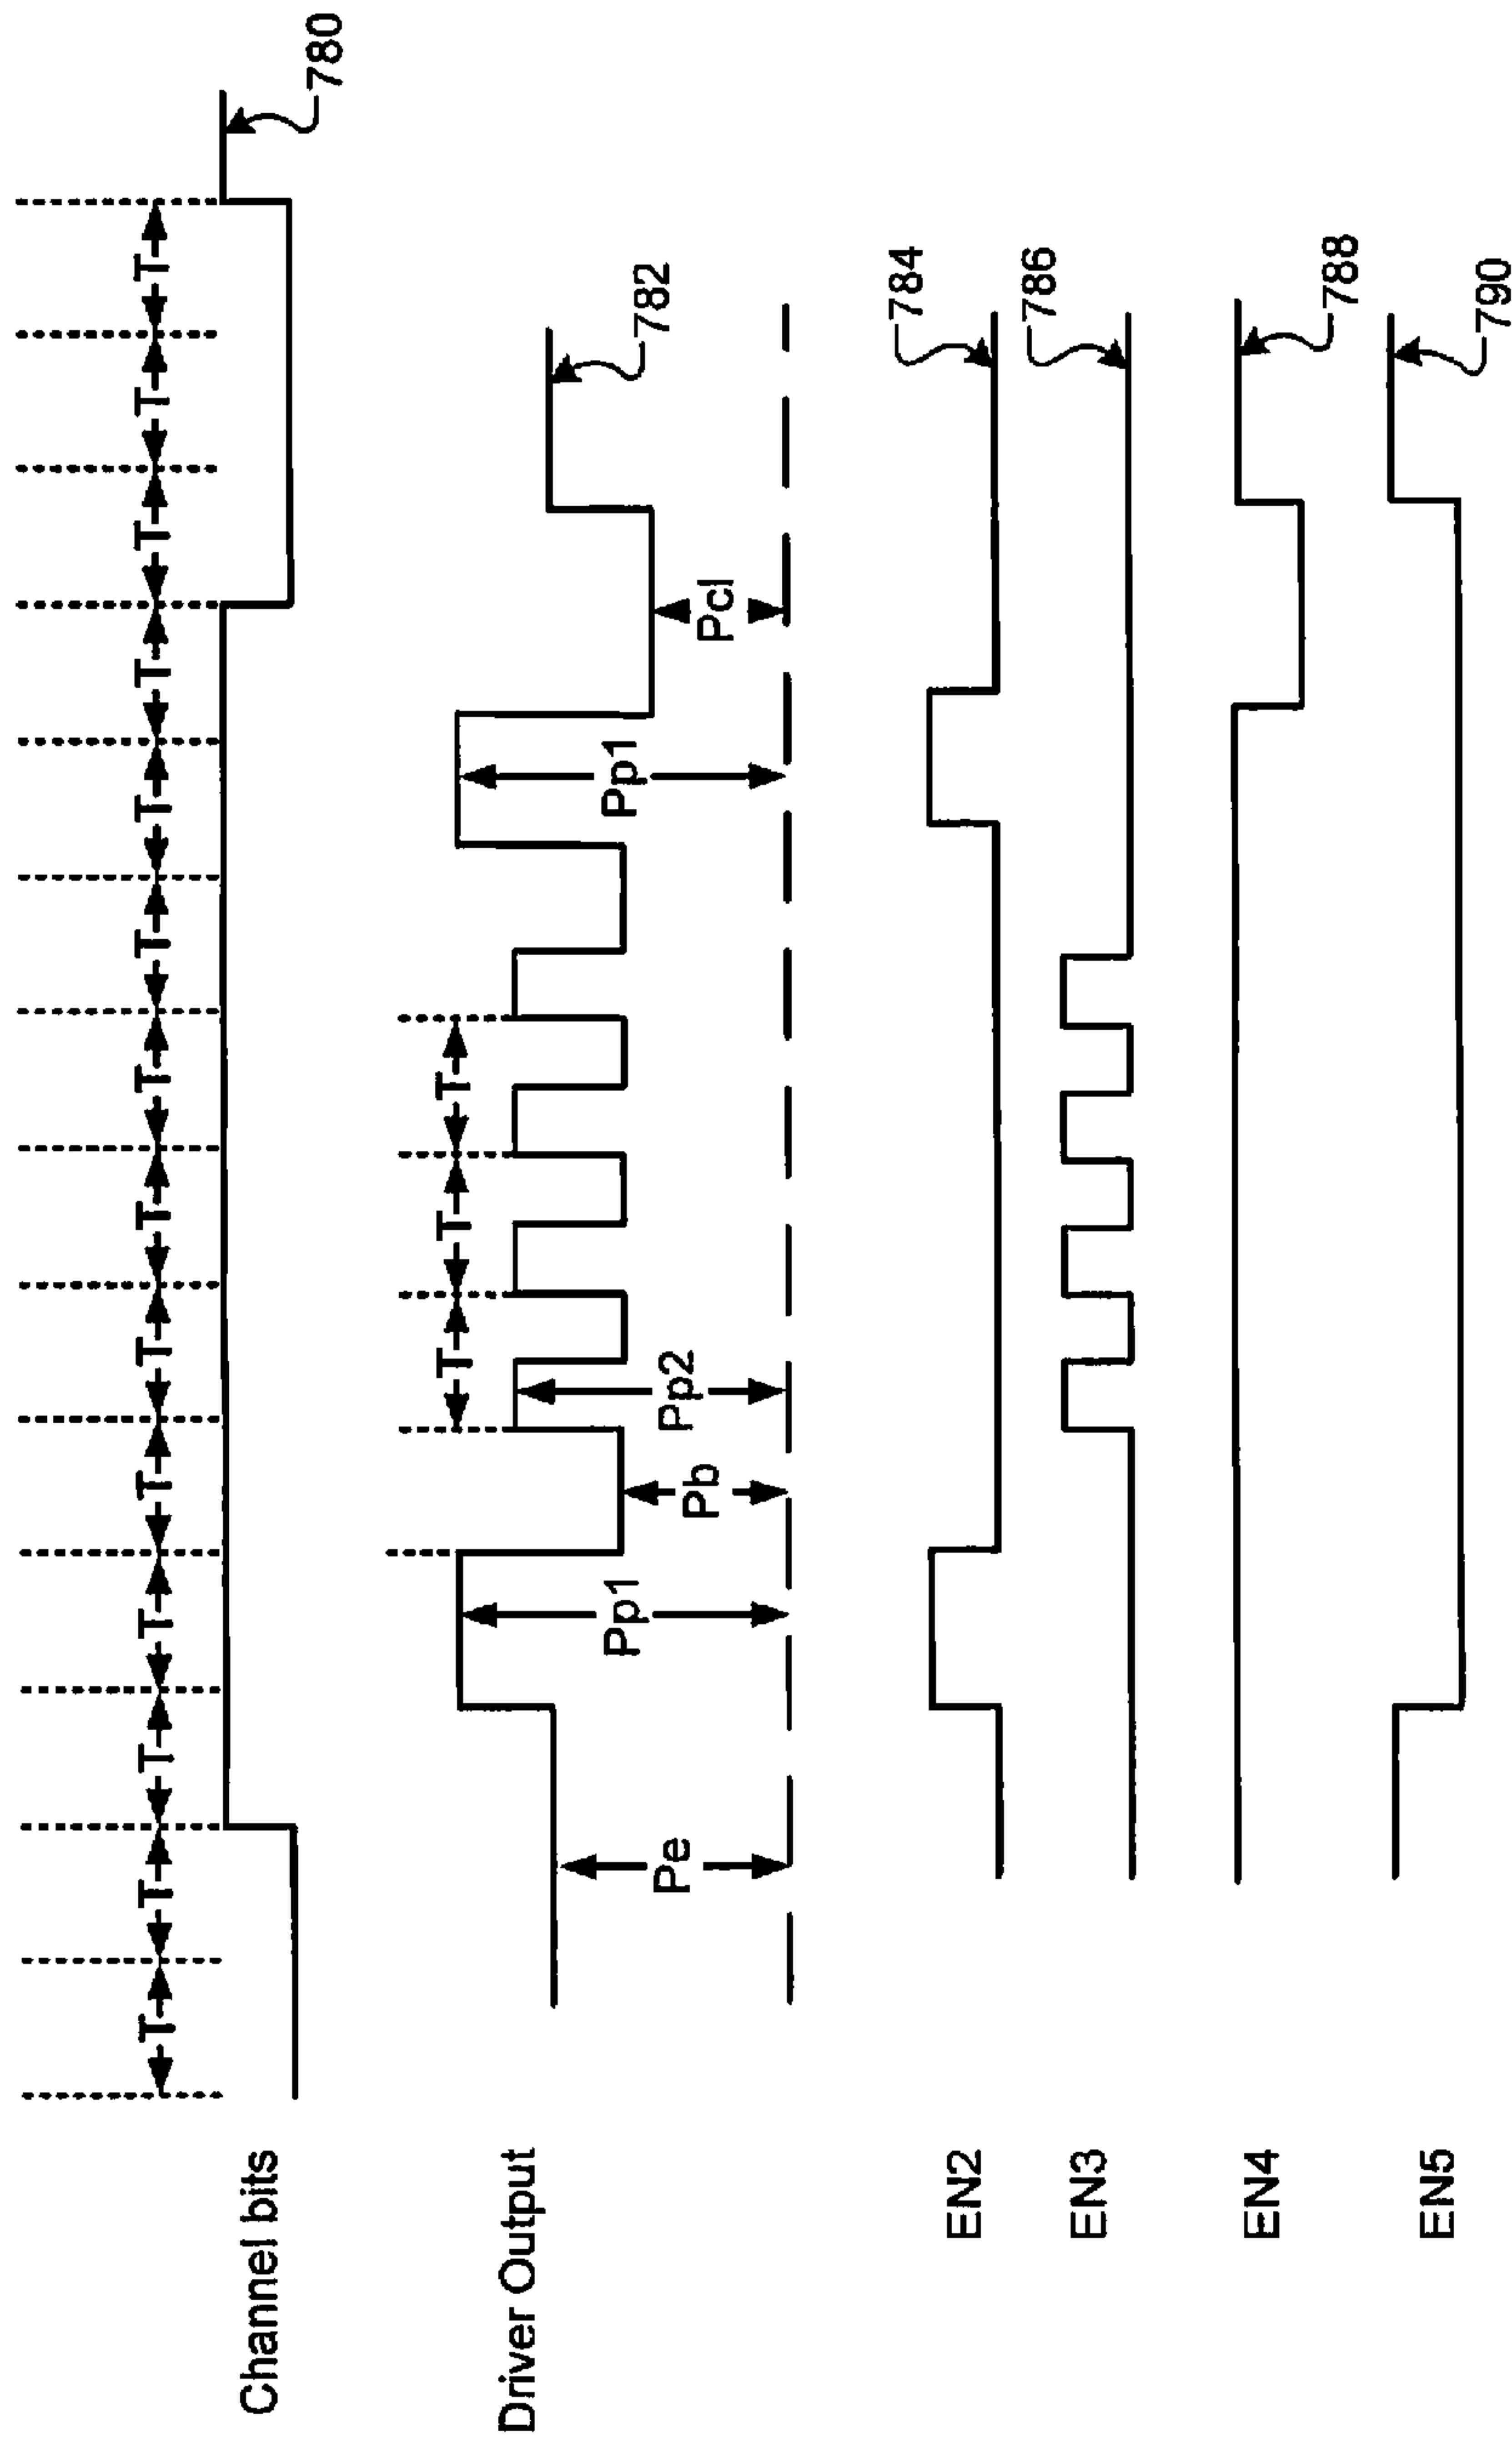 T T T T T T T T T T T T T T
Channel bits
780
T T T
Driver Output
Pe
Pp1
Pb
Pp2
Pp1
Pcl
782
EN2
784
EN3
786
EN4
788
EN5
790